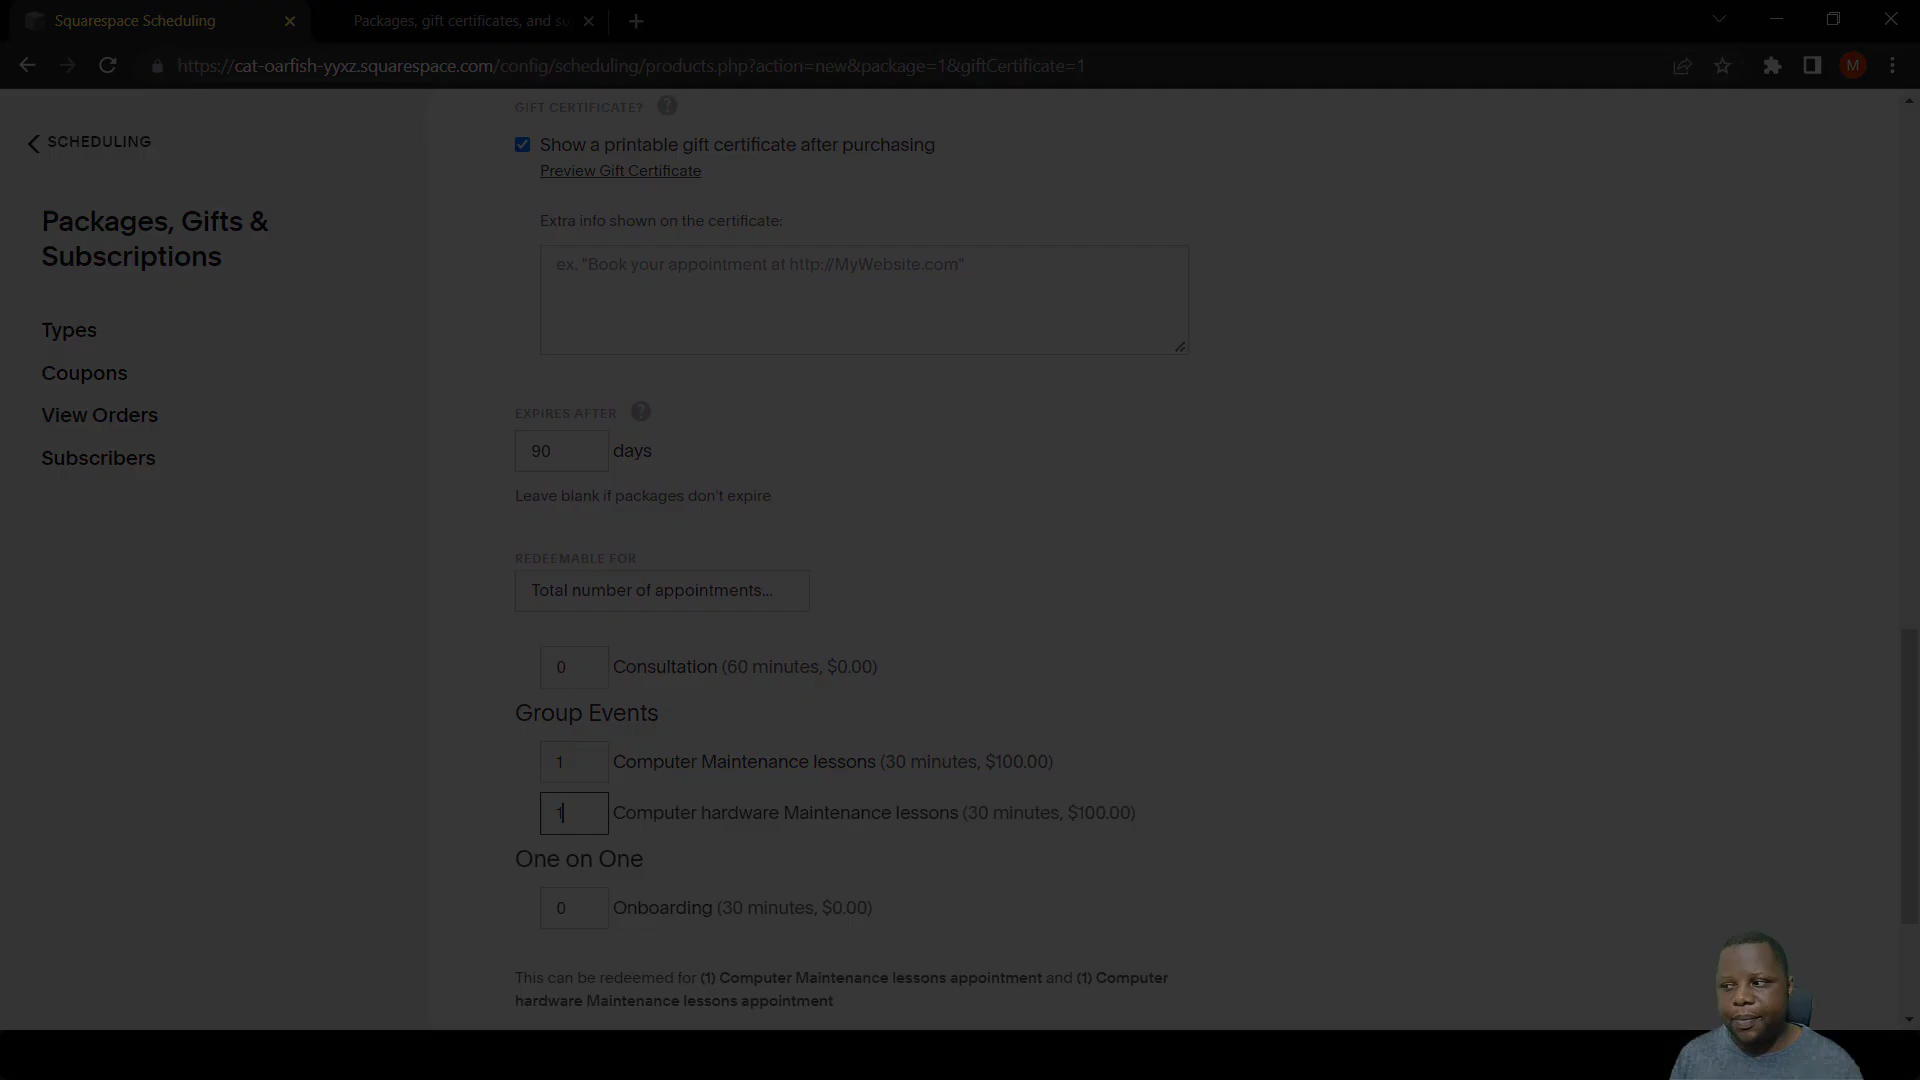 Squarespace Scheduling
Packages, gift certificates, and su
https://cat-oarfish-yyxz.squarespace.com/config/scheduling/products.php?action=new&package=1&giftCertificate=1
M
SCHEDULING
Packages, Gifts &
Subscriptions
Types
Coupons
View Orders
Subscribers
GIFT CERTIFICATE? ?
Show a printable gift certificate after purchasing
Preview Gift Certificate
Extra info shown on the certificate:
ex. "Book your appointment at http://MyWebsite.com"
EXPIRES AFTER ?
90 days
Leave blank if packages don't expire
REDEEMABLE FOR
Total number of appointments...
0 Consultation (60 minutes, $0.00)
Group Events
1 Computer Maintenance lessons (30 minutes, $100.00)
1 Computer hardware Maintenance lessons (30 minutes, $100.00)
One on One
0 Onboarding (30 minutes, $0.00)
This can be redeemed for (1) Computer Maintenance lessons appointment and (1) Computer
hardware Maintenance lessons appointment